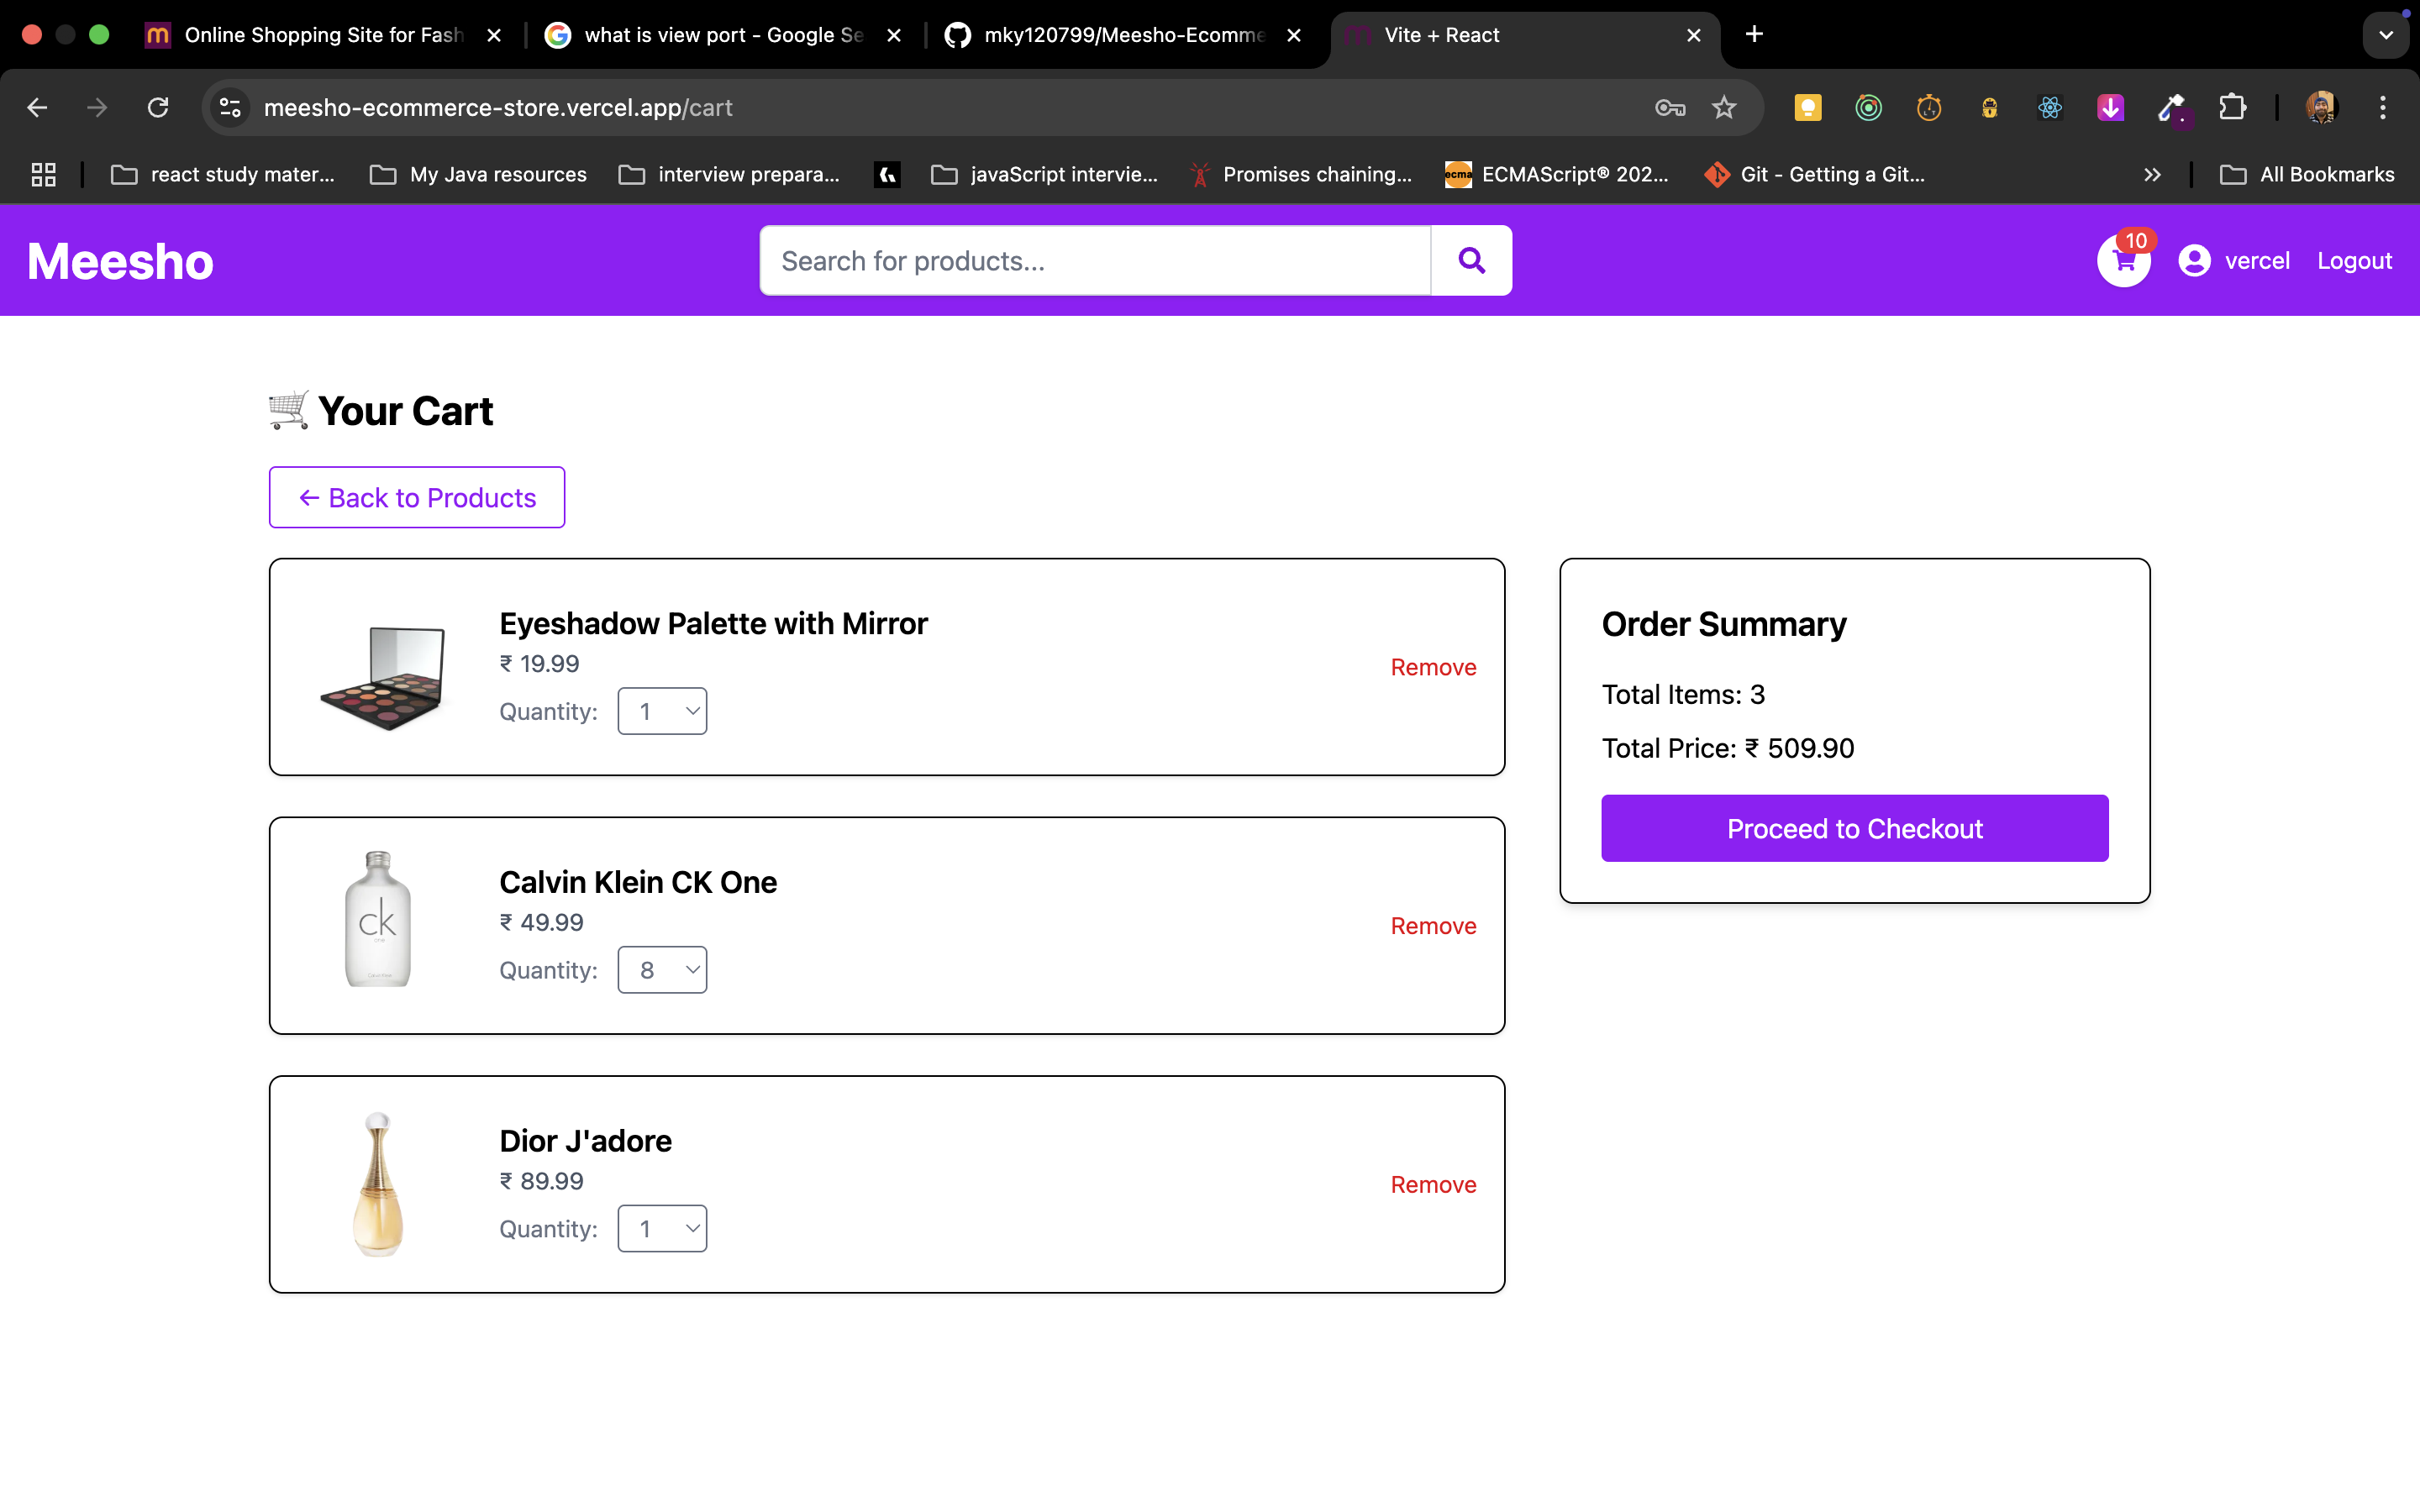 Online Shopping Site for Fash
what is view port - Google Se
mky120799/Meesho-Ecomme
Vite + React
meesho-ecommerce-store.vercel.app/cart
react study mater...
My Java resources
interview prepara...
javaScript intervie...
Promises chaining...
ecma
ECMAScript® 202...
Git - Getting a Git...
All Bookmarks
Meesho
Search for products...
10
vercel
Logout
Your Cart
← Back to Products
Eyeshadow Palette with Mirror
₹ 19.99
Quantity: 1
Remove
ck
one
Calvin Klein CK One
₹ 49.99
Quantity: 8
Remove
Dior J'adore
₹ 89.99
Quantity: 1
Remove
Order Summary
Total Items: 3
Total Price: ₹ 509.90
Proceed to Checkout